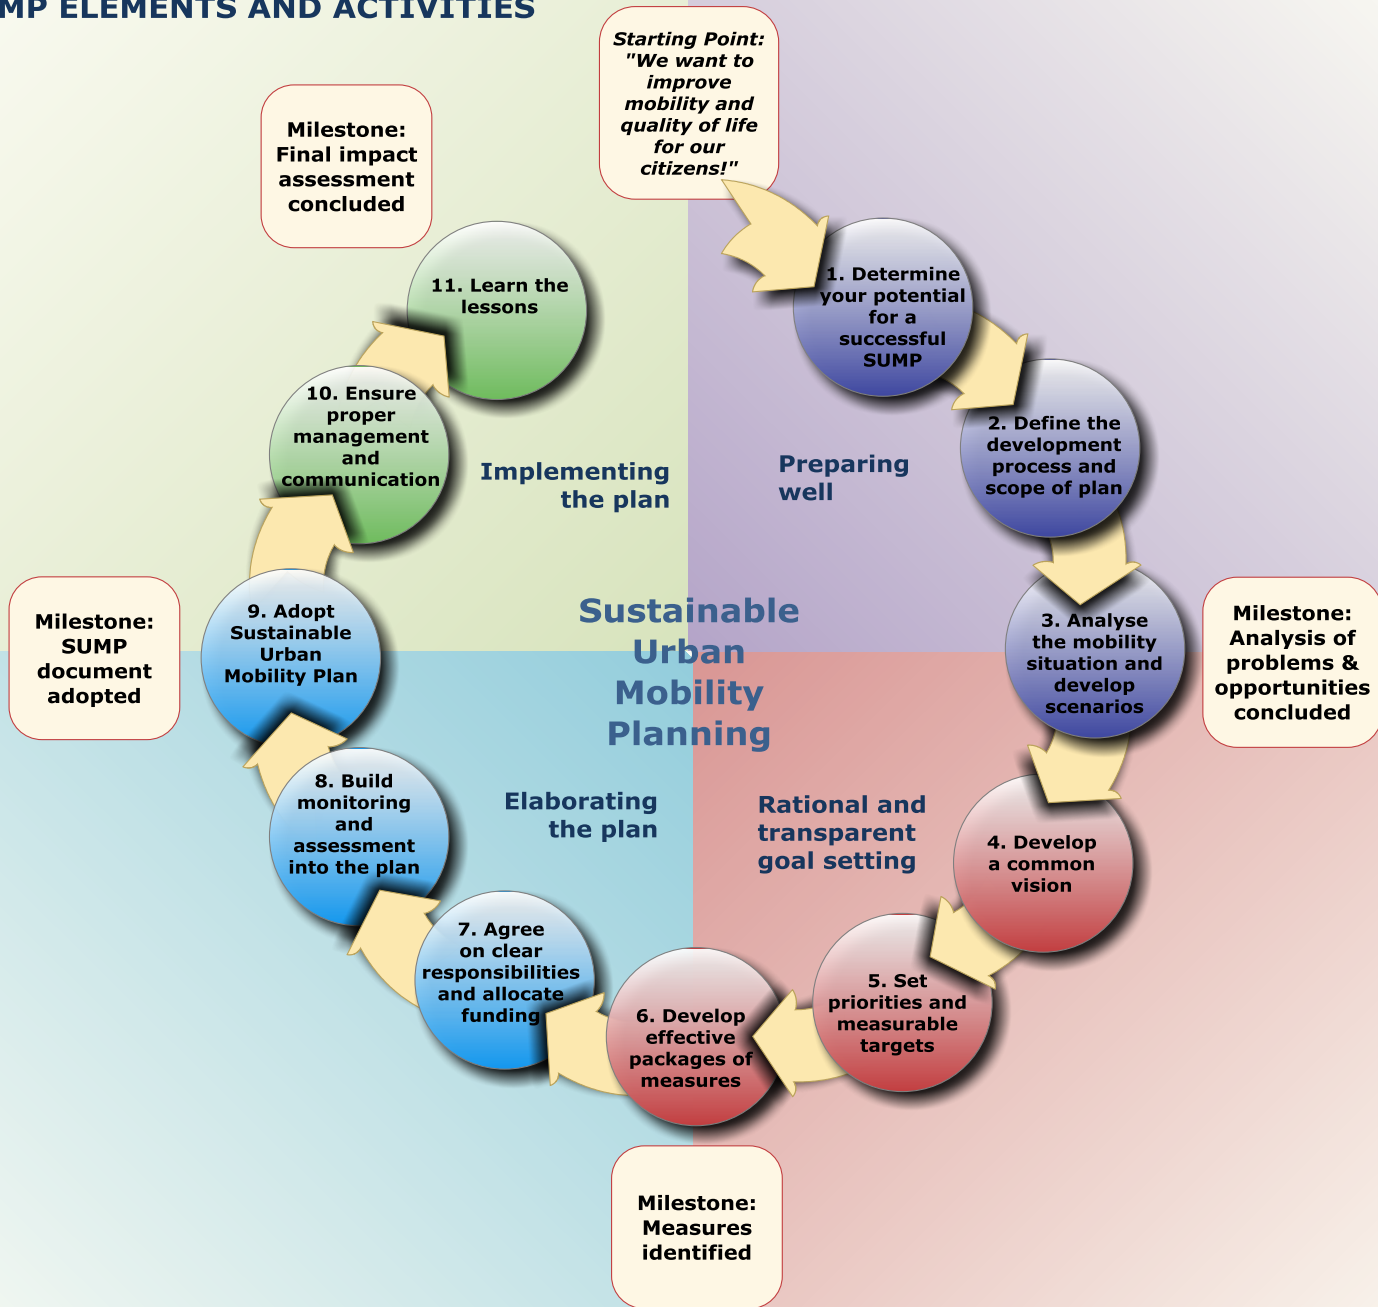 MP ELEMENTS AND ACTIVITIES
Starting Point:
"We want to
improve
mobility and
quality of life
for our
citizens!"
1. Determine
your potential
for a
successful
SUMP
2. Define the
development
process and
scope of plan
3. Analyse
the mobility
situation and
develop
scenarios
Milestone:
Analysis of
problems &
opportunities
concluded
4. Develop
a common
vision
5. Set
priorities and
measurable
targets
6. Develop
effective
packages of
measures
Milestone:
Measures
identified
7. Agree
on clear
responsibilities
and allocate
funding
8. Build
monitoring
and
assessment
into the plan
9. Adopt
Sustainable
Urban
Mobility Plan
Milestone:
SUMP
document
adopted
10. Ensure
proper
management
and
communication
11. Learn the
lessons
Milestone:
Final impact
assessment
concluded
Implementing
the plan
Preparing
well
Sustainable
Urban
Mobility
Planning
Elaborating
the plan
Rational and
transparent
goal setting